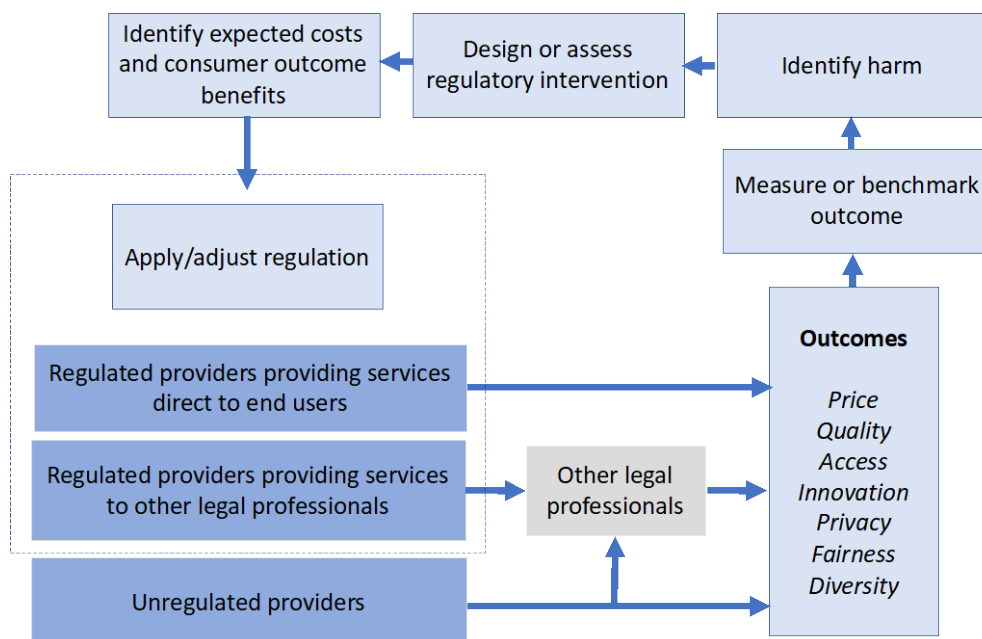 Identify expected costs
and consumer outcome
benefits
Design or assess
regulatory intervention
Identify harm
Measure or benchmark
outcome
Apply/adjust regulation
Outcomes
Price
Quality
Access
Innovation
Privacy
Fairness
Diversity
Regulated providers providing services
direct to end users
Regulated providers providing services
to other legal professionals
Other legal
professionals
Unregulated providers